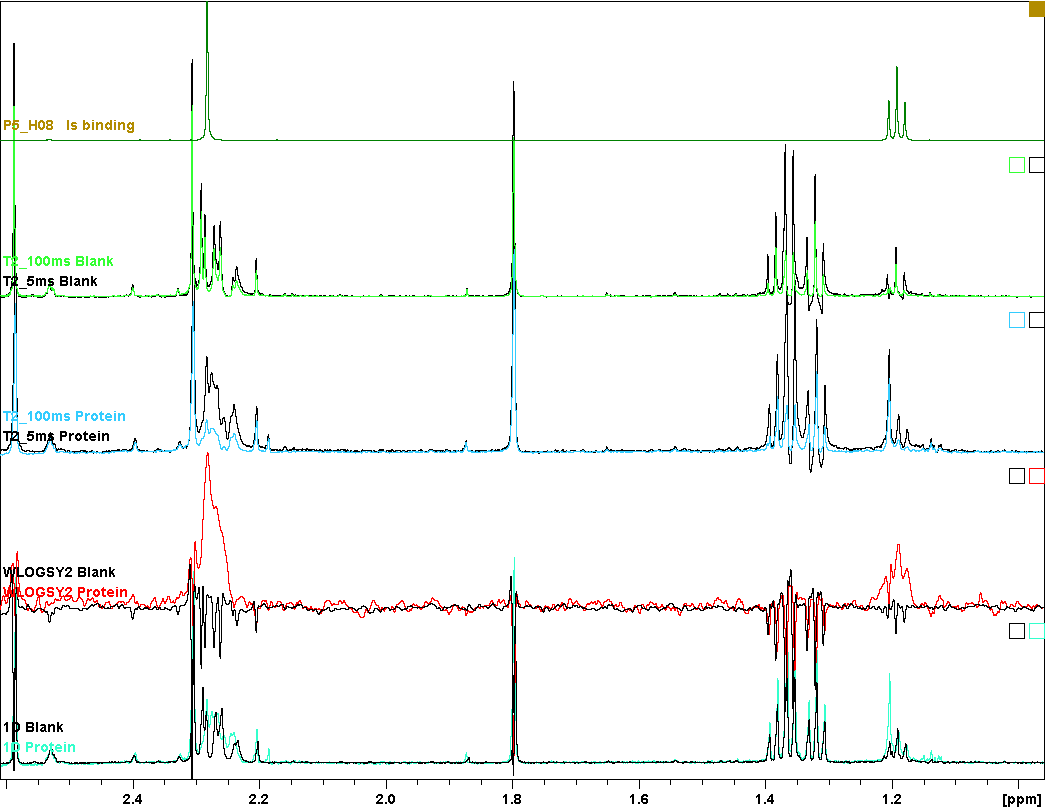 P5_H08 Is binding
T2_100ms Blank
T2_5ms Blank
T2_100ms Protein
T2_5ms Protein
WLOGSY2 Blank
WLOGSY2 Protein
1D Blank
1D Protein
2.4 2.2 2.0 1.8 1.6 1.4 1.2 [ppm]